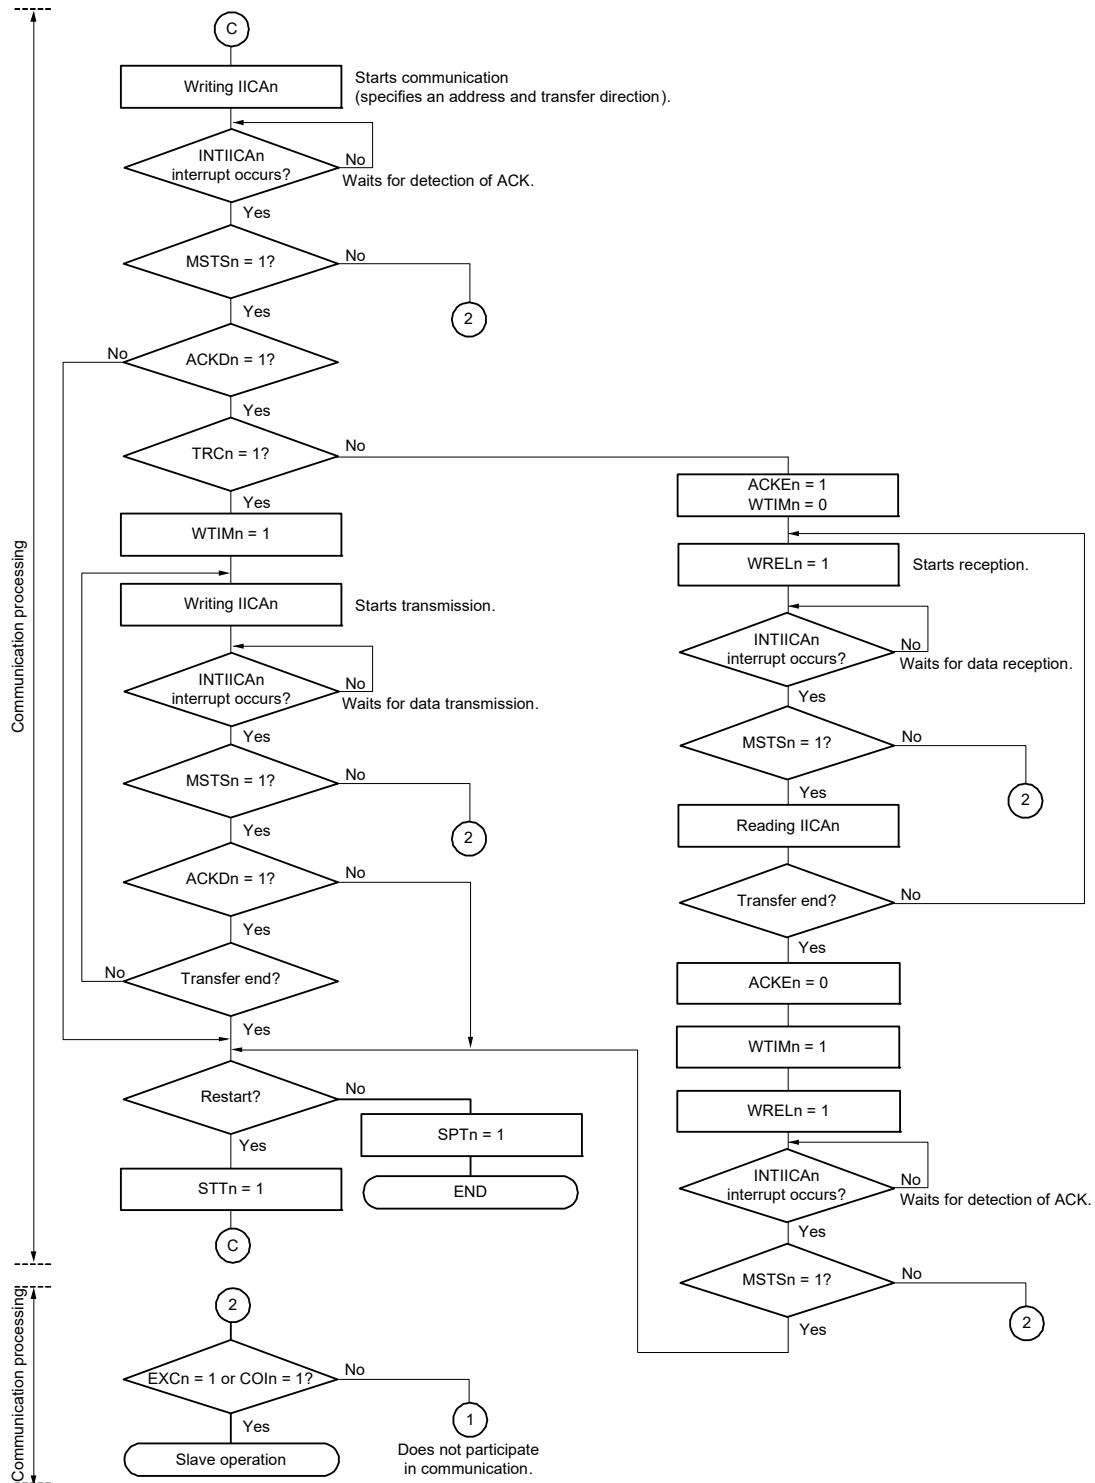 C
Writing IICAn
Starts communication
(specifies an address and transfer direction).
INTIICAn
interrupt occurs?
No
Waits for detection of ACK.
Yes
MSTSn = 1?
No
2
Yes
No
ACKDn = 1?
Yes
TRCn = 1?
No
Yes
WTIMn = 1
Writing IICAn
Starts transmission.
INTIICAn
interrupt occurs?
No
Waits for data transmission.
Yes
MSTSn = 1?
No
2
Yes
ACKDn = 1?
No
Yes
No
Transfer end?
Yes
Restart?
No
Yes
SPTn = 1
STTn = 1
END
C
ACKEn = 1
WTIMn = 0
WRELn = 1
Starts reception.
INTIICAn
interrupt occurs?
No
Waits for data reception.
Yes
MSTSn = 1?
No
2
Yes
Reading IICAn
Transfer end?
No
Yes
ACKEn = 0
WTIMn = 1
WRELn = 1
INTIICAn
interrupt occurs?
No
Waits for detection of ACK.
Yes
MSTSn = 1?
No
2
Yes
Communication processing
2
EXCn = 1 or COIn = 1?
No
1
Yes
Does not participate
in communication.
Slave operation
Communication processing